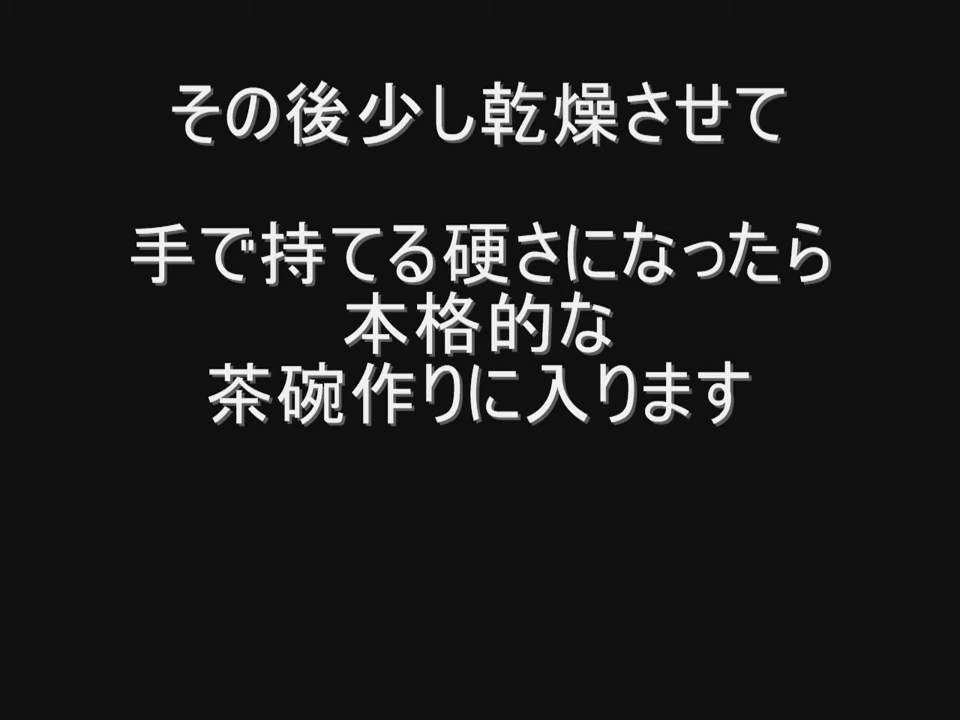 その後少し乾燥させて
手で持てる硬さになったら
本格的な
茶碗作りに入ります